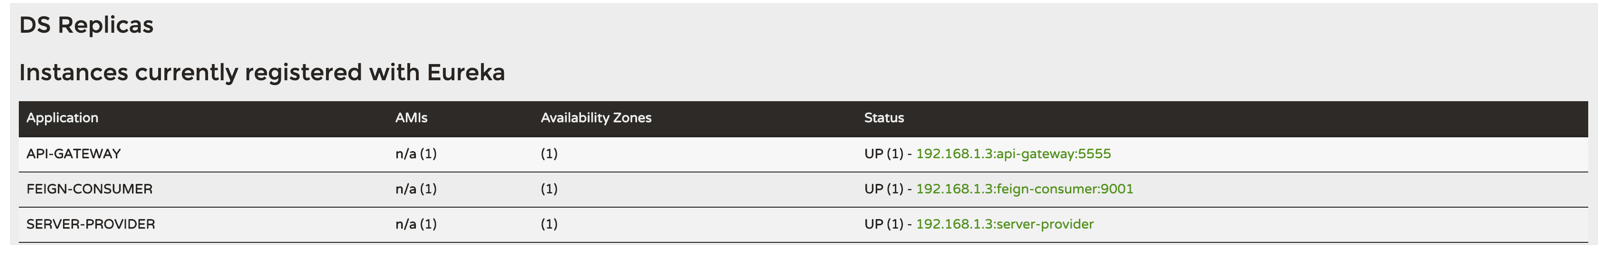 DS Replicas
Instances currently registered with Eureka
Application AMIs Availability Zones Status
API-GATEWAY n/a (1) (1) UP (1) - 192.168.1.3:api-gateway:5555
FEIGN-CONSUMER n/a (1) (1) UP (1) - 192.168.1.3:feign-consumer:9001
SERVER-PROVIDER n/a (1) (1) UP (1) - 192.168.1.3:server-provider